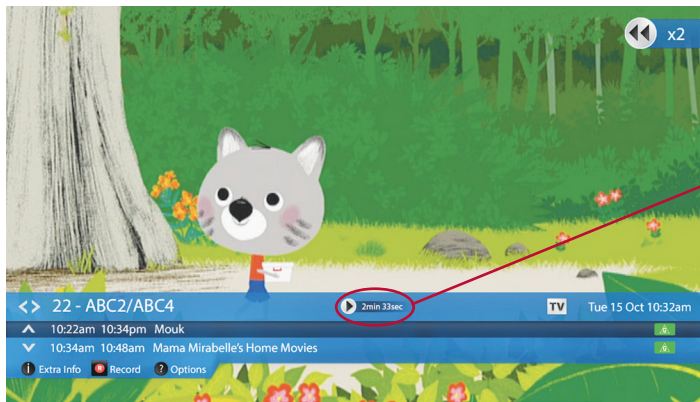 x2
22 - ABC2/ABC4 2min 33sec TV Tue 15 Oct 10:32am
10:22am 10:34pm Mouk G
10:34am 10:48am Mama Mirabelle's Home Movies G
i Extra Info R Record ? Options